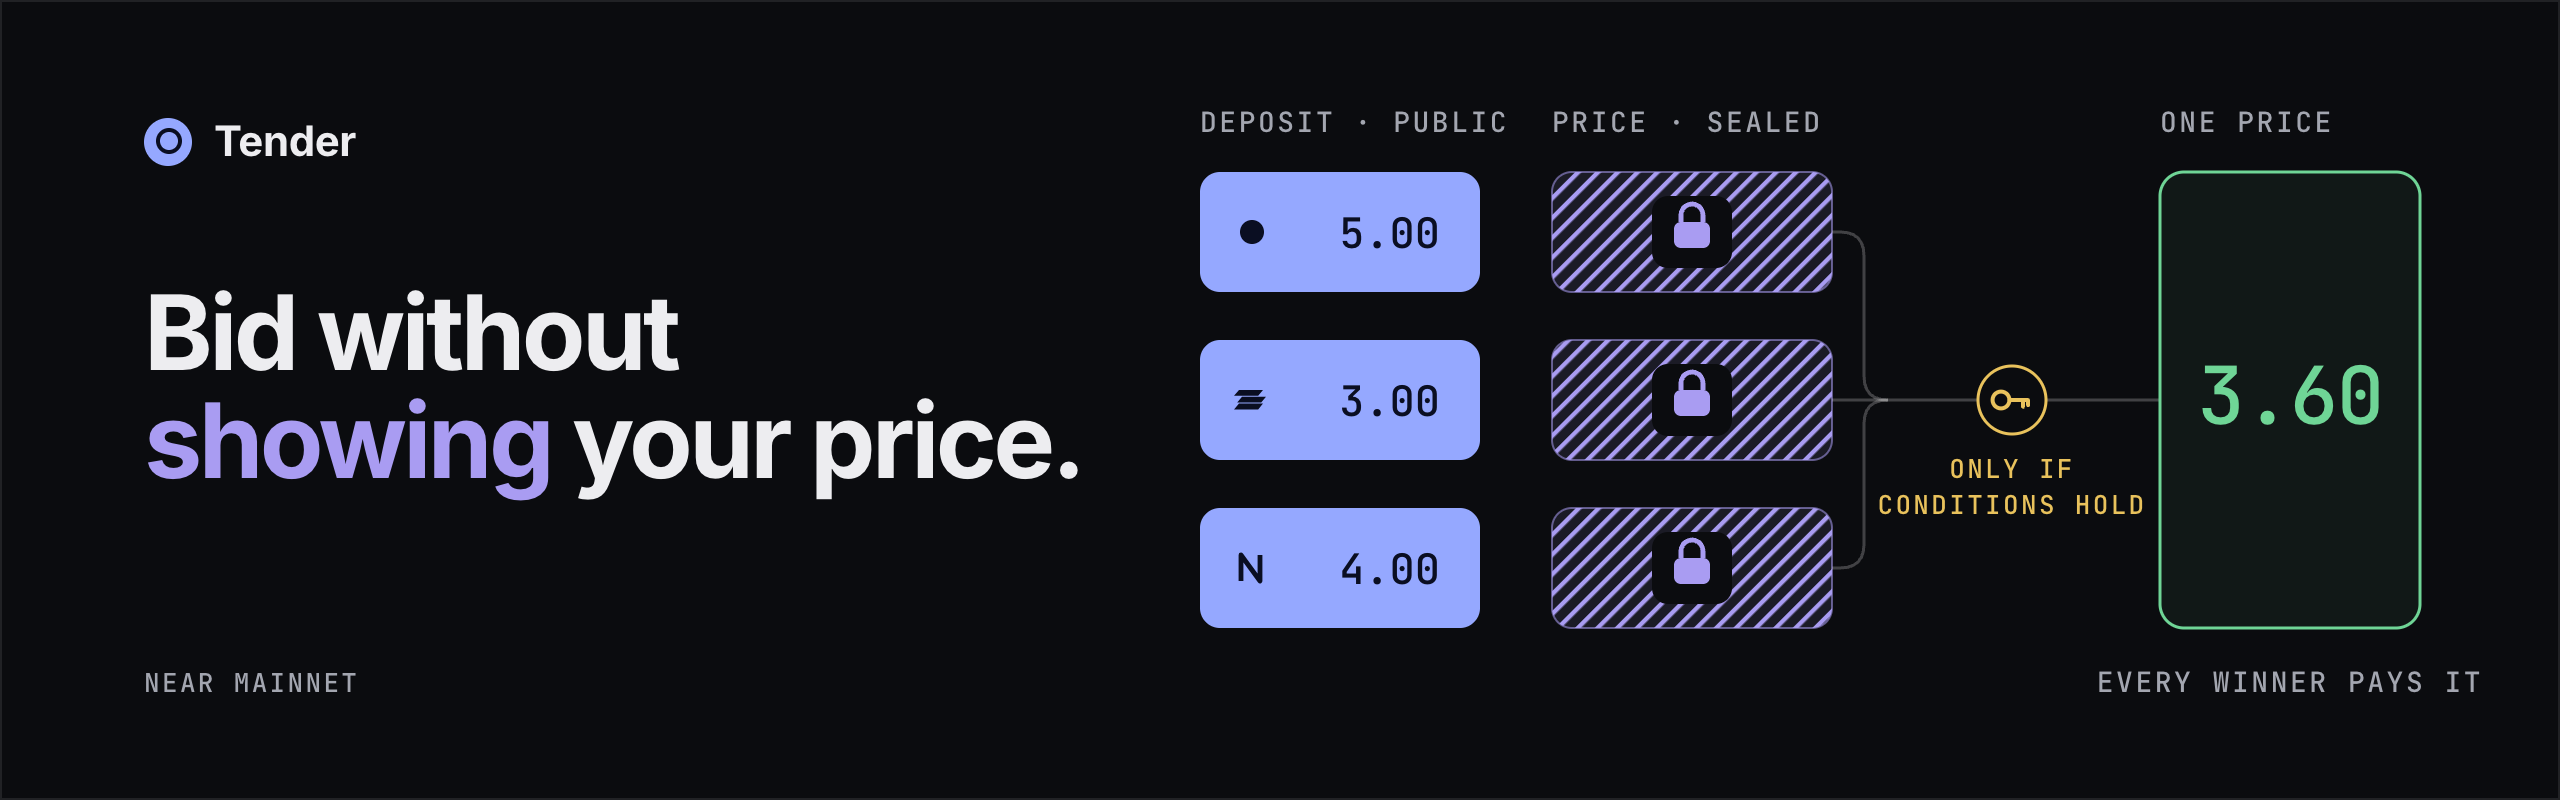 Tender
Bid without
showing your price.
NEAR MAINNET
DEPOSIT · PUBLIC
PRICE · SEALED
ONE PRICE
5.00
3.00
N 4.00
ONLY IF
CONDITIONS HOLD
3.60
EVERY WINNER PAYS IT